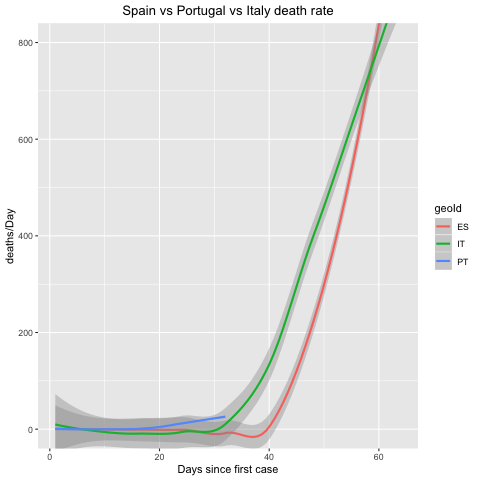 Spain vs Portugal vs Italy death rate
800
600
400
200
0
deaths/Day
0 20 40 60
Days since first case
geoId
ES
IT
PT